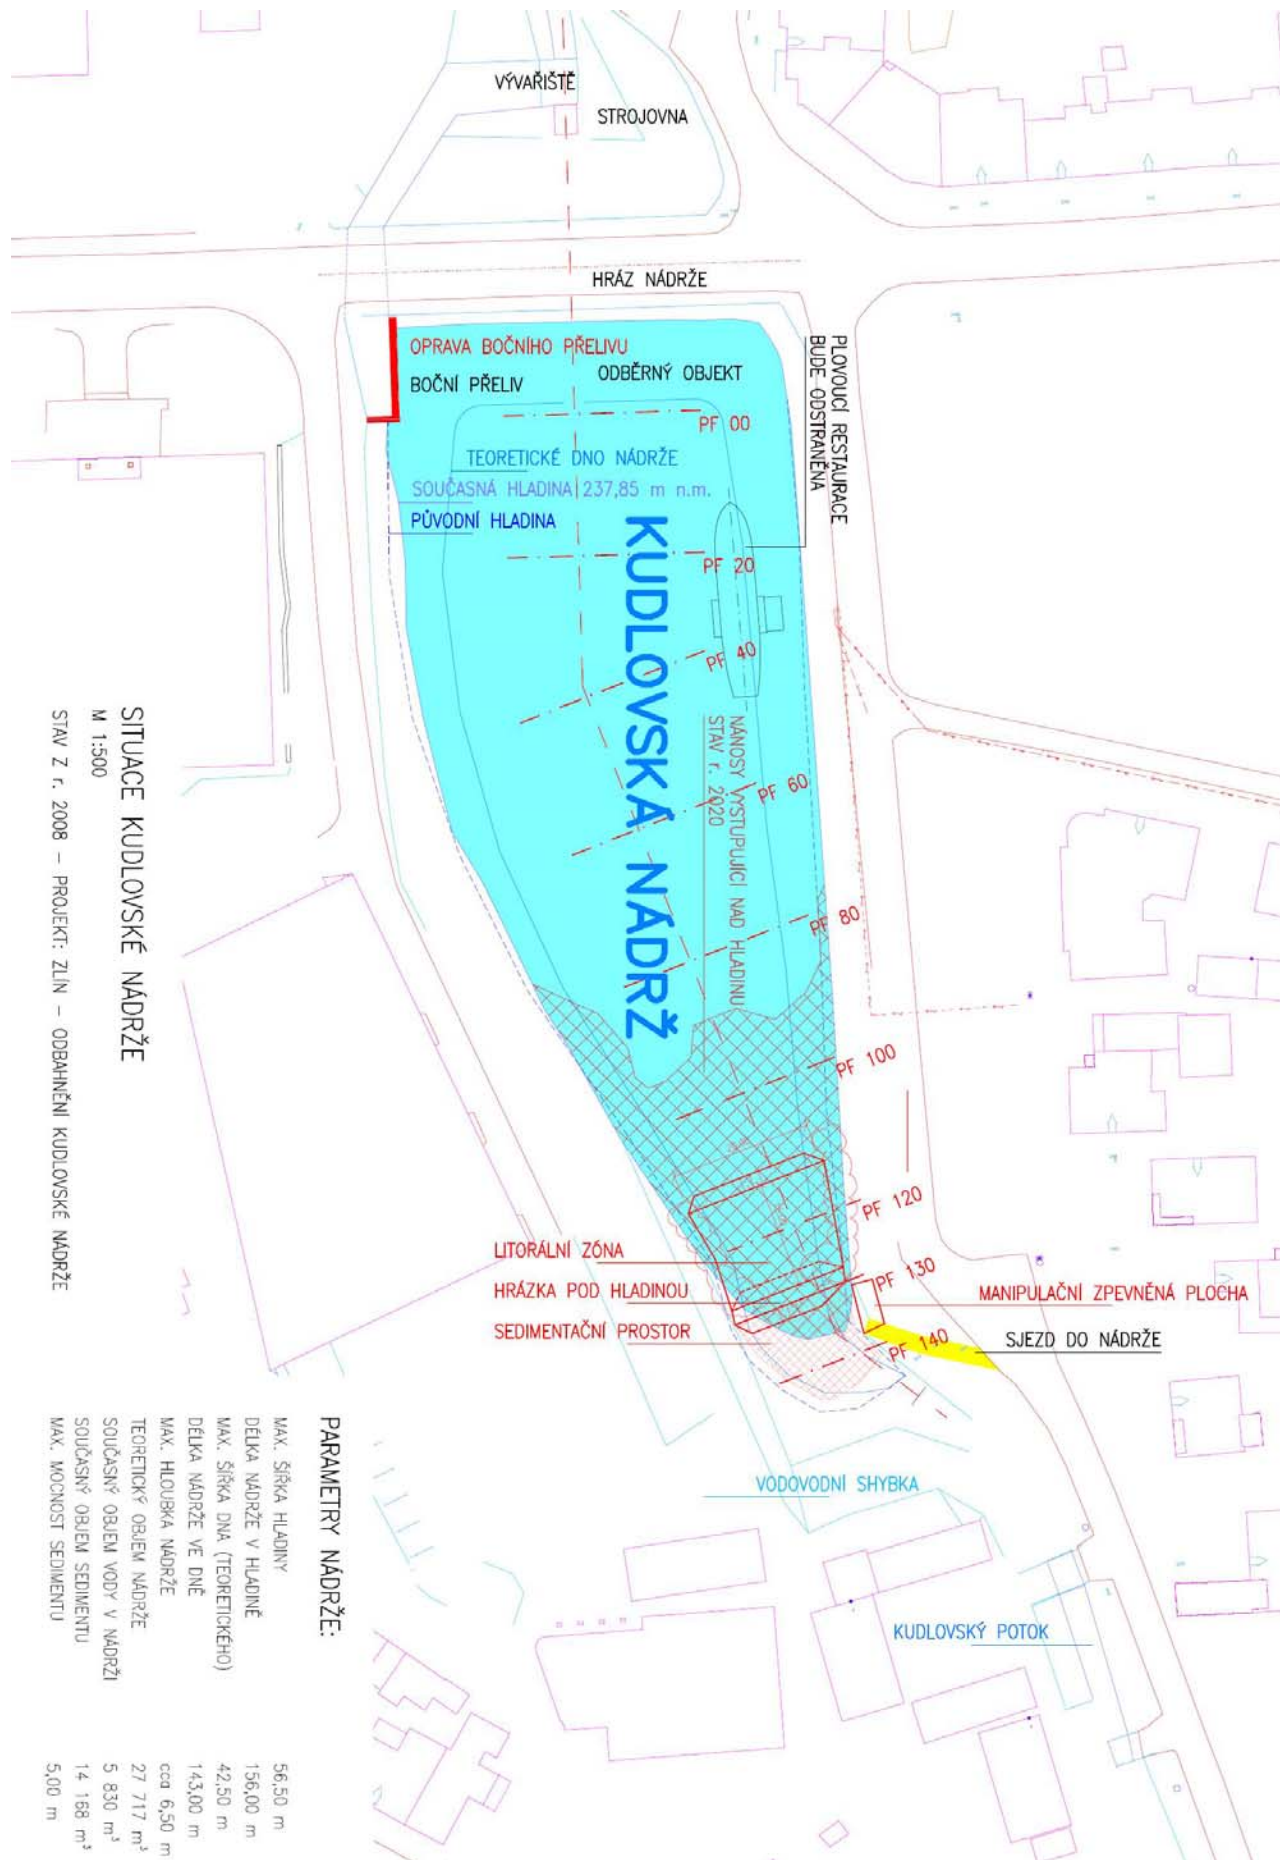 VÝVAŘIŠTĚ
STROJOVNA
HRÁZ NÁDRŽE
OPRAVA BOČNÍHO PŘELIVU
BOČNÍ PŘELIV
ODBĚRNÝ OBJEKT
PLOVOUCÍ RESTAURACE
BUDE ODSTRANĚNA
PF 00
TEORETICKÉ DNO NÁDRŽE
SOUČASNÁ HLADINA 237,85 m n.m.
PŮVODNÍ HLADINA
KUDLOVSKÁ NÁDRŽ
PF 20
PF 40
NÁNOSY VYSTUPUJÍCÍ NAD HLADINU
STAV r. 2020
PF 60
PF 80
PF 100
PF 120
PF 130
PF 140
LITORÁLNÍ ZÓNA
HRÁZKA POD HLADINOU
SEDIMENTAČNÍ PROSTOR
MANIPULAČNÍ ZPEVNĚNÁ PLOCHA
SJEZD DO NÁDRŽE
VODOVODNÍ SHYBKA
KUDLOVSKÝ POTOK
SITUACE KUDLOVSKÉ NÁDRŽE
M 1:500
STAV Z r. 2008 – PROJEKT: ZLÍN – ODBAHNĚNÍ KUDLOVSKÉ NÁDRŽE
PARAMETRY NÁDRŽE:
MAX. ŠÍŘKA HLADINY 56,50 m
DÉLKA NÁDRŽE V HLADINĚ 156,00 m
MAX. ŠÍŘKA DNA (TEORETICKÉHO) 42,50 m
DÉLKA NÁDRŽE VE DNĚ 143,00 m
MAX. HLOUBKA NÁDRŽE cca 6,50 m
TEORETICKÝ OBJEM NÁDRŽE 27 717 m³
SOUČASNÝ OBJEM VODY V NÁDRŽI 5 830 m³
SOUČASNÝ OBJEM SEDIMENTU 14 168 m³
MAX. MOCNOST SEDIMENTU 5,00 m